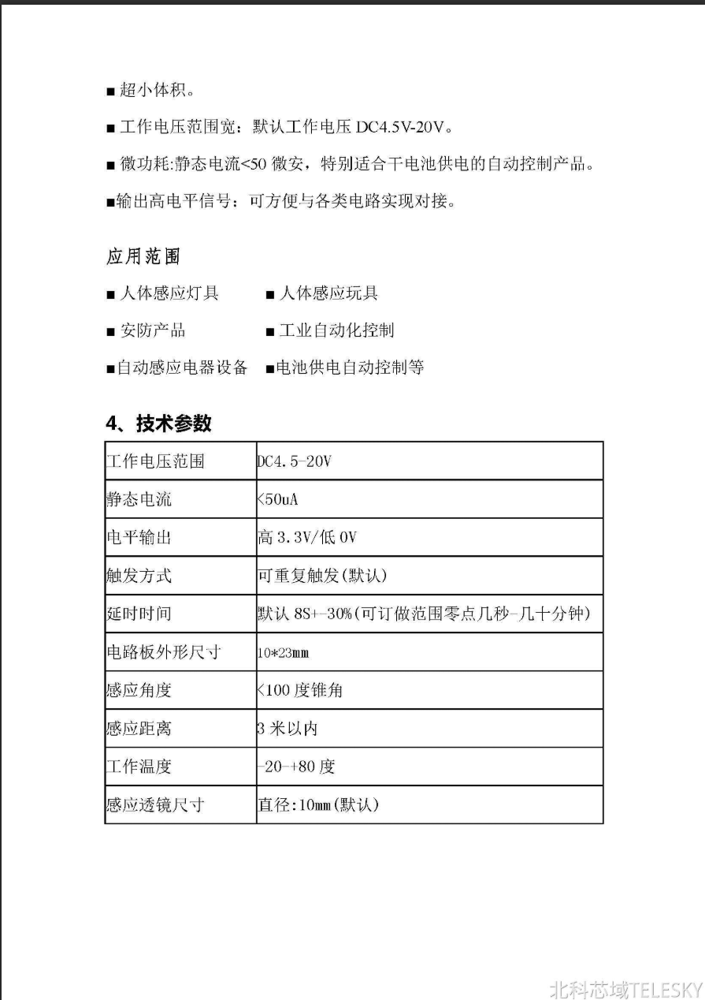 ■ 超小体积。
■ 工作电压范围宽：默认工作电压 DC4.5V-20V。
■ 微功耗:静态电流<50 微安，特别适合干电池供电的自动控制产品。
■输出高电平信号：可方便与各类电路实现对接。
应用范围
■ 人体感应灯具 ■ 人体感应玩具
■ 安防产品 ■ 工业自动化控制
■自动感应电器设备 ■电池供电自动控制等
4、技术参数
工作电压范围 DC4.5-20V
静态电流 <50uA
电平输出 高 3.3V/低 0V
触发方式 可重复触发(默认)
延时时间 默认 8S+-30%(可订做范围零点几秒-几十分钟)
电路板外形尺寸 10*23mm
感应角度 <100 度锥角
感应距离 3 米以内
工作温度 -20-+80 度
感应透镜尺寸 直径:10mm(默认)
北科芯域TELESKY